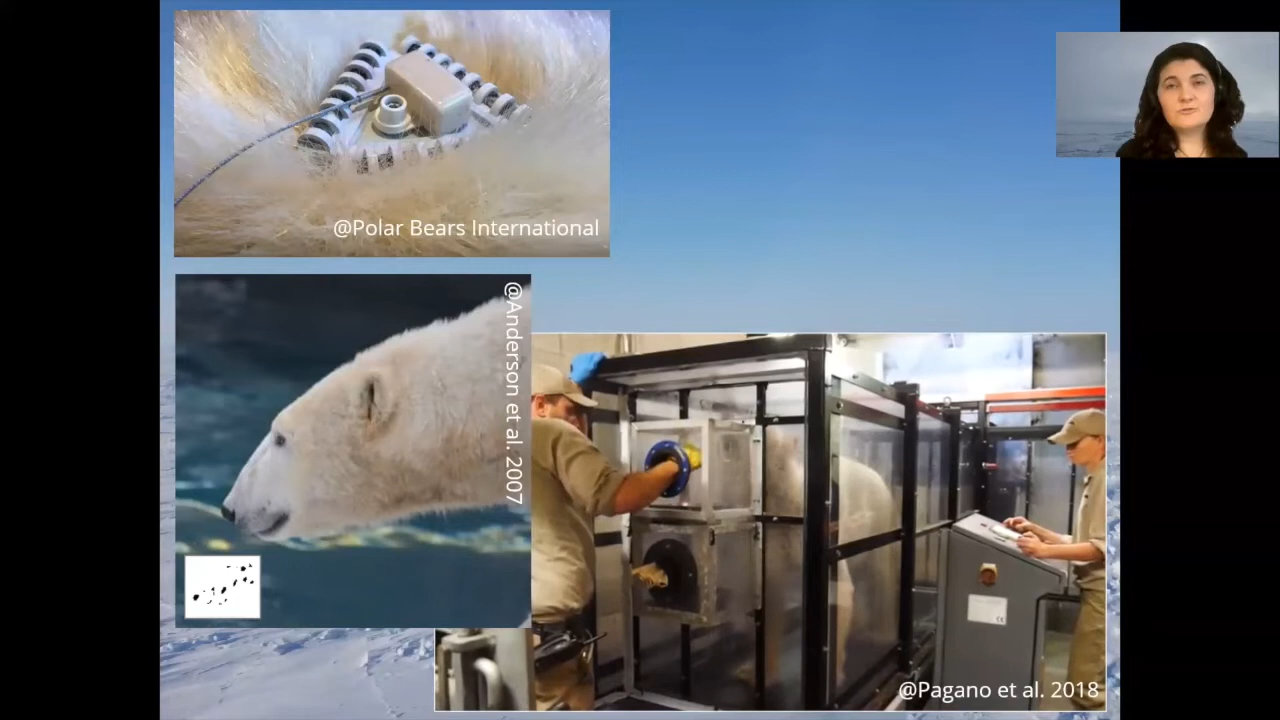 @Polar Bears International
@Anderson et al. 2007
@Pagano et al. 2018